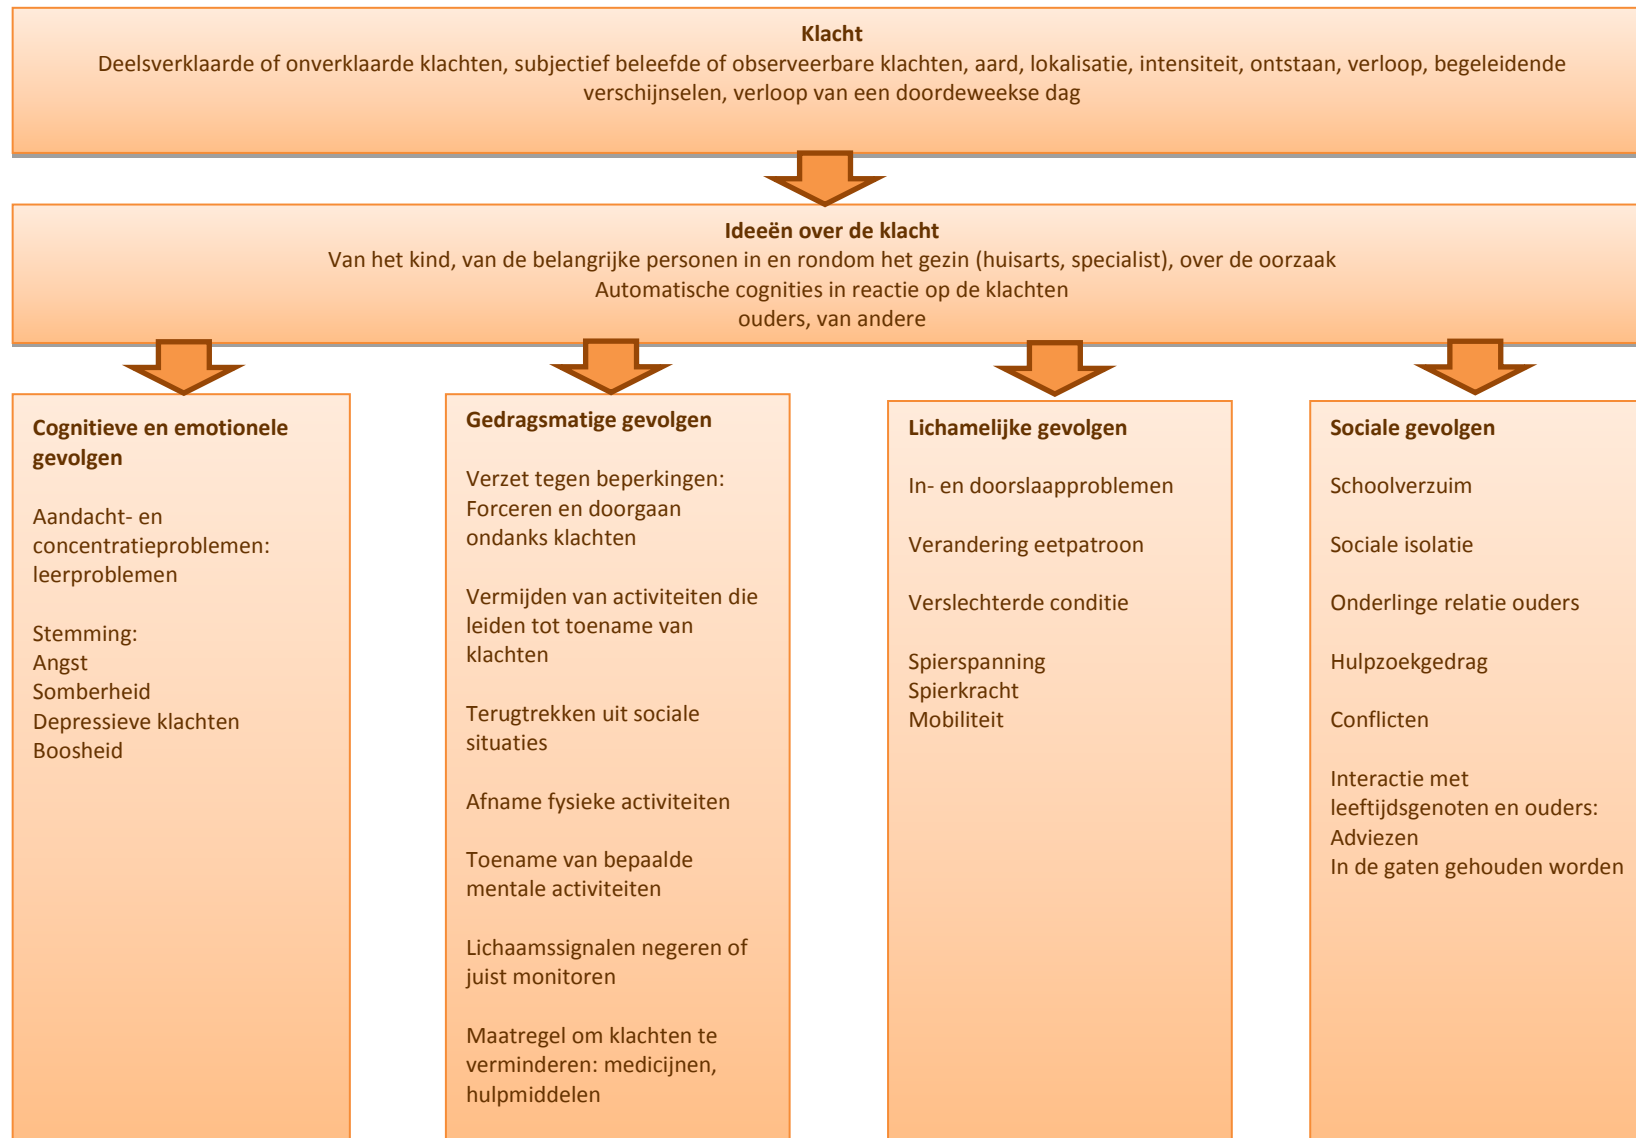 Klacht
Deelsverklaarde of onverklaarde klachten, subjectief beleefde of observeerbare klachten, aard, lokalisatie, intensiteit, ontstaan, verloop, begeleidende
verschijnselen, verloop van een doordeweekse dag
Ideeën over de klacht
Van het kind, van de belangrijke personen in en rondom het gezin (huisarts, specialist), over de oorzaak
Automatische cognities in reactie op de klachten
ouders, van andere
Cognitieve en emotionele
gevolgen
Aandacht- en
concentratieproblemen:
leerproblemen
Stemming:
Angst
Somberheid
Depressieve klachten
Boosheid
Gedragsmatige gevolgen
Verzet tegen beperkingen:
Forceren en doorgaan
ondanks klachten
Vermijden van activiteiten die
leiden tot toename van
klachten
Terugtrekken uit sociale
situaties
Afname fysieke activiteiten
Toename van bepaalde
mentale activiteiten
Lichaamssignalen negeren of
juist monitoren
Maatregel om klachten te
verminderen: medicijnen,
hulpmiddelen
Lichamelijke gevolgen
In- en doorslaapproblemen
Verandering eetpatroon
Verslechterde conditie
Spierspanning
Spierkracht
Mobiliteit
Sociale gevolgen
Schoolverzuim
Sociale isolatie
Onderlinge relatie ouders
Hulpzoekgedrag
Conflicten
Interactie met
leeftijdsgenoten en ouders:
Adviezen
In de gaten gehouden worden